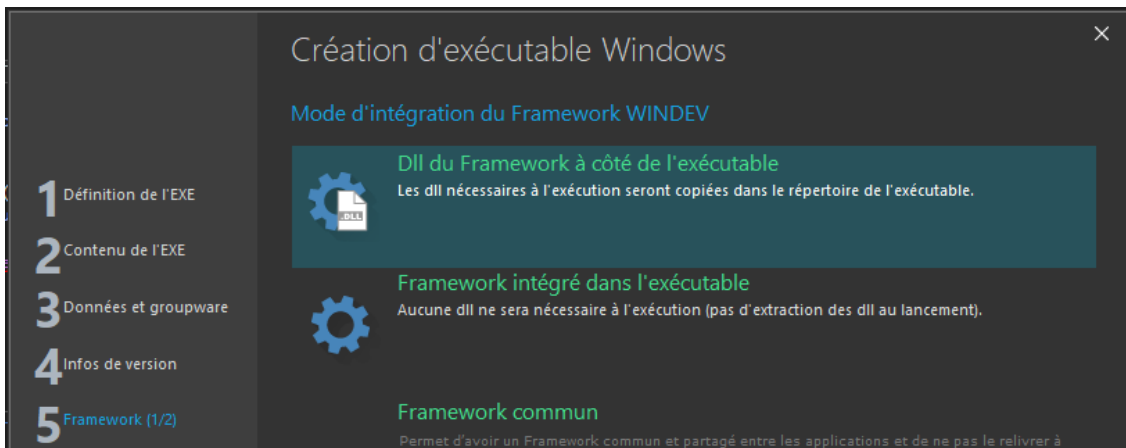 Création d'exécutable Windows
Mode d'intégration du Framework WINDEV
Dll du Framework à côté de l'exécutable
Les dll nécessaires à l'exécution seront copiées dans le répertoire de l'exécutable.
.DLL
1 Définition de l'EXE
2 Contenu de l'EXE
3 Données et groupware
4 Infos de version
5 Framework (1/2)
Framework intégré dans l'exécutable
Aucune dll ne sera nécessaire à l'exécution (pas d'extraction des dll au lancement).
Framework commun
Permet d'avoir un Framework commun et partagé entre les applications et de ne pas le relivrer à